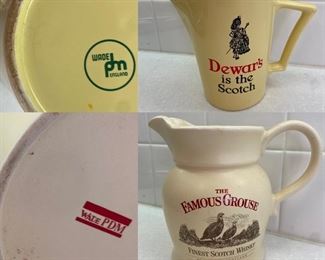 WADE
pdm
ENGLAND
Dewar's
is the
Scotch
WADE PDM
THE
FAMOUS GROUSE
FINEST SCOTCH WHISKY